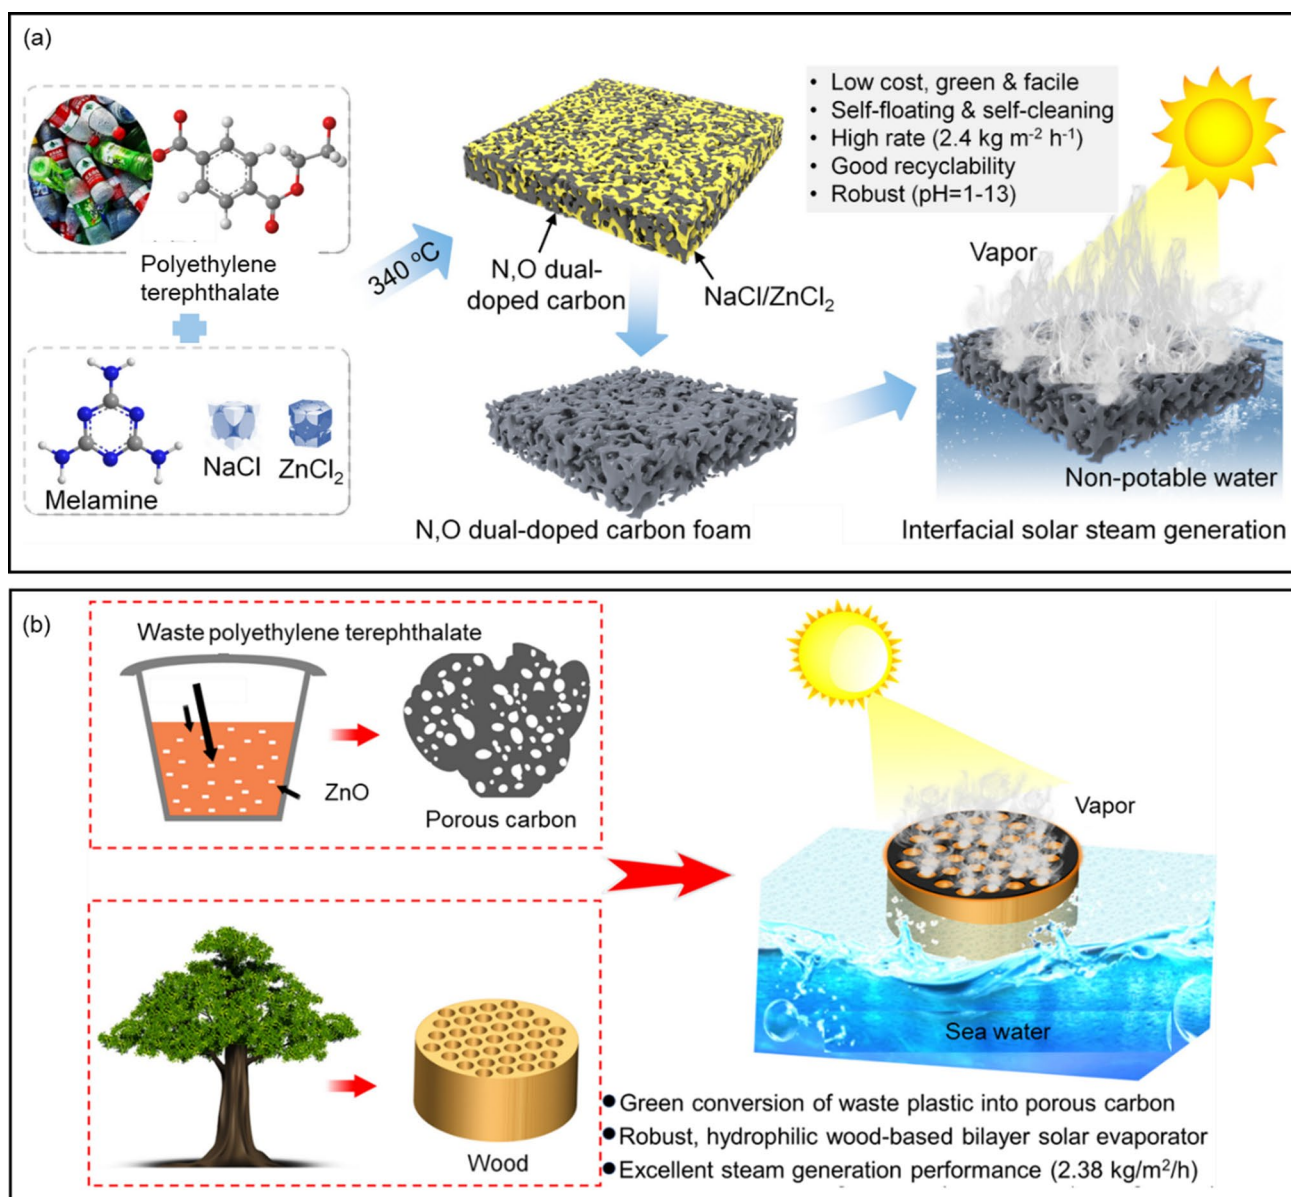 (a)
Polyethylene
terephthalate
Melamine
NaCl
ZnCl₂
340 °C
N,O dual-
doped carbon
NaCl/ZnCl₂
N,O dual-doped carbon foam
• Low cost, green & facile
• Self-floating & self-cleaning
• High rate (2.4 kg m⁻² h⁻¹)
• Good recyclability
• Robust (pH=1-13)
Vapor
Non-potable water
Interfacial solar steam generation
(b)
Waste polyethylene terephthalate
ZnO
Porous carbon
Wood
Vapor
Sea water
● Green conversion of waste plastic into porous carbon
● Robust, hydrophilic wood-based bilayer solar evaporator
● Excellent steam generation performance (2.38 kg/m²/h)